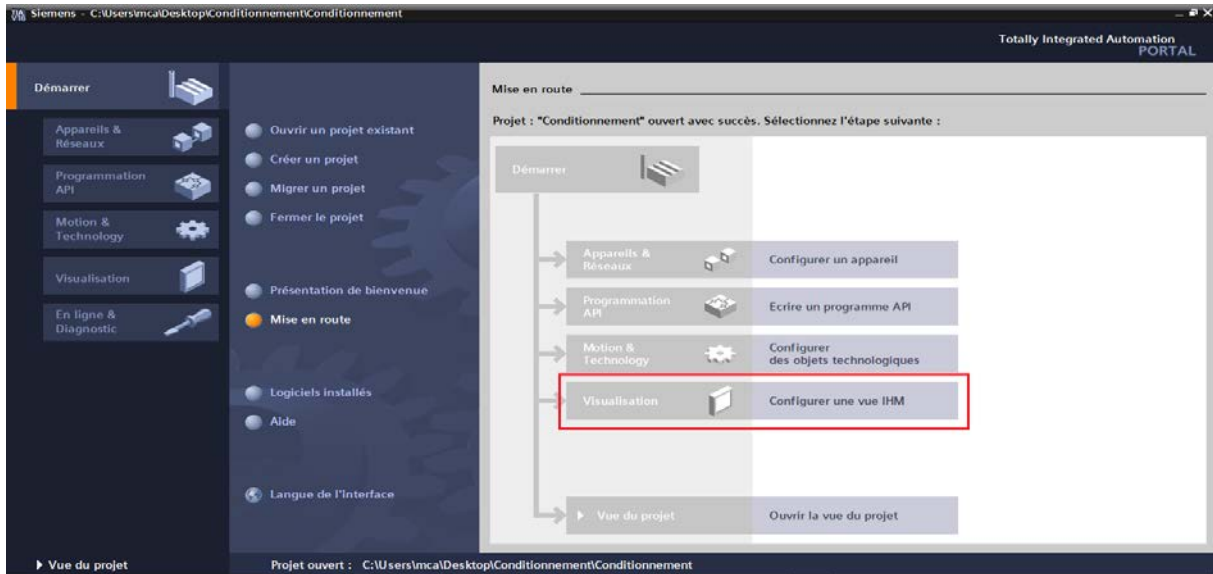 Siemens - C:\Users\mca\Desktop\Conditionnement\Conditionnement
Totally Integrated Automation
PORTAL
Démarrer
Appareils &
Réseaux
Programmation
API
Motion &
Technology
Visualisation
En ligne &
Diagnostic
Ouvrir un projet existant
Créer un projet
Migrer un projet
Fermer le projet
Présentation de bienvenue
Mise en route
Logiciels installés
Aide
Langue de l'interface
Mise en route
Projet : "Conditionnement" ouvert avec succès. Sélectionnez l'étape suivante :
Démarrer
Appareils &
Réseaux
Configurer un appareil
Programmation
API
Ecrire un programme API
Motion &
Technology
Configurer
des objets technologiques
Visualisation
Configurer une vue IHM
Vue du projet
Ouvrir la vue du projet
Vue du projet
Projet ouvert : C:\Users\mca\Desktop\Conditionnement\Conditionnement